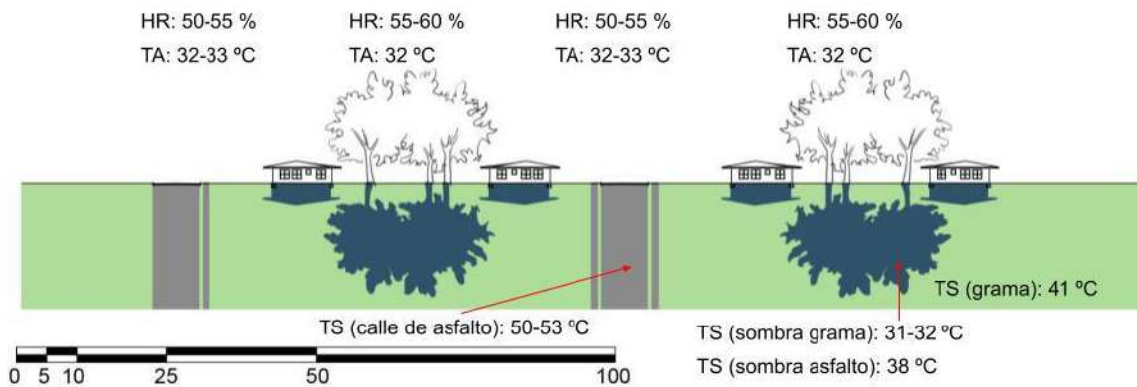 HR: 50-55 %
TA: 32-33 ºC
HR: 55-60 %
TA: 32 ºC
HR: 50-55 %
TA: 32-33 ºC
HR: 55-60 %
TA: 32 ºC
TS (grama): 41 ºC
TS (calle de asfalto): 50-53 ºC
TS (sombra grama): 31-32 ºC
TS (sombra asfalto): 38 ºC
0 5 10 25 50 100